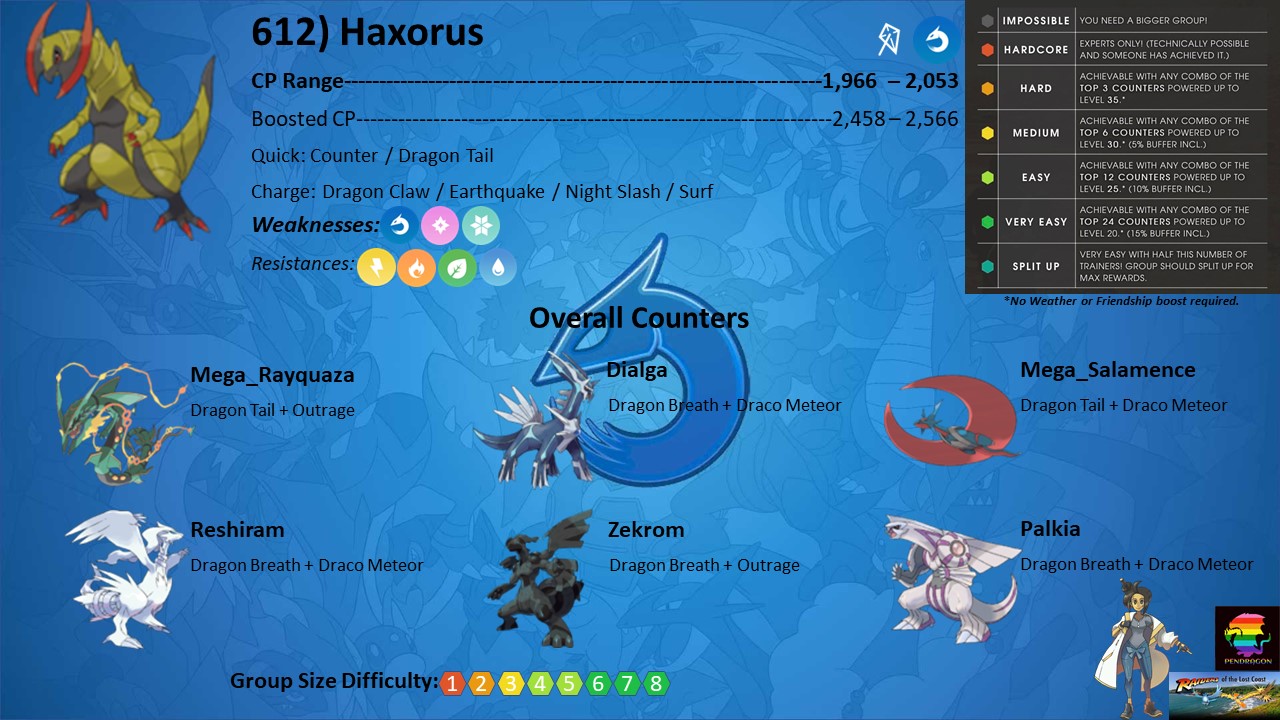 612) Haxorus
CP Range--------------------------------------------------------------------1,966 – 2,053
Boosted CP--------------------------------------------------------------------2,458 – 2,566
Quick: Counter / Dragon Tail
Charge: Dragon Claw / Earthquake / Night Slash / Surf
Weaknesses:
Resistances:
IMPOSSIBLE YOU NEED A BIGGER GROUP!
HARDCORE EXPERTS ONLY! (TECHNICALLY POSSIBLE
AND SOMEONE HAS ACHIEVED IT.)
HARD ACHIEVABLE WITH ANY COMBO OF THE
TOP 3 COUNTERS POWERED UP TO
LEVEL 35.*
MEDIUM ACHIEVABLE WITH ANY COMBO OF THE
TOP 6 COUNTERS POWERED UP TO
LEVEL 30.* (5% BUFFER INCL.)
EASY ACHIEVABLE WITH ANY COMBO OF THE
TOP 12 COUNTERS POWERED UP TO
LEVEL 25.* (10% BUFFER INCL.)
VERY EASY ACHIEVABLE WITH ANY COMBO OF THE
TOP 24 COUNTERS POWERED UP TO
LEVEL 20.* (15% BUFFER INCL.)
SPLIT UP VERY EASY WITH HALF THIS NUMBER OF
TRAINERS! GROUP SHOULD SPLIT UP FOR
MAX REWARDS.
*No Weather or Friendship boost required.
Overall Counters
Mega_Rayquaza
Dragon Tail + Outrage
Dialga
Dragon Breath + Draco Meteor
Mega_Salamence
Dragon Tail + Draco Meteor
Reshiram
Dragon Breath + Draco Meteor
Zekrom
Dragon Breath + Outrage
Palkia
Dragon Breath + Draco Meteor
Group Size Difficulty: 1 2 3 4 5 6 7 8
PENDRAGON
RAIDERS of the Lost Coast